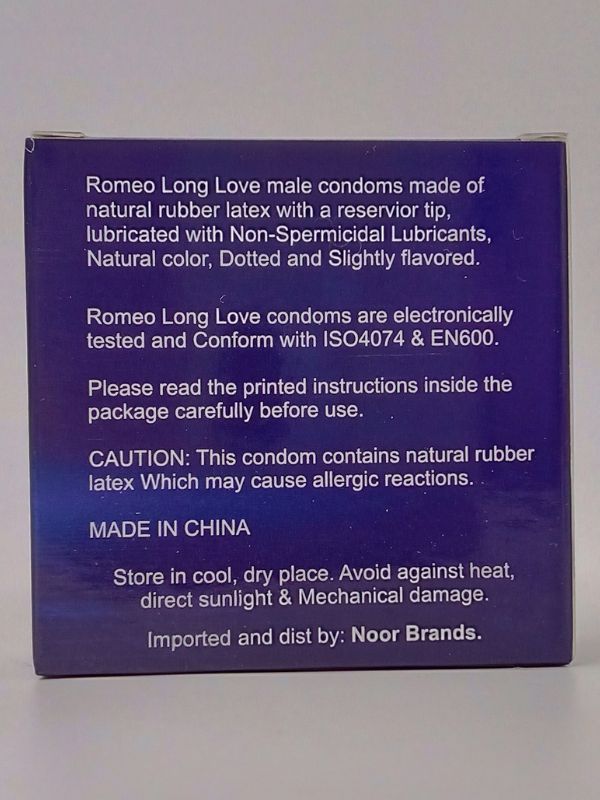 Romeo Long Love male condoms made of
natural rubber latex with a reservior tip,
lubricated with Non-Spermicidal Lubricants,
Natural color, Dotted and Slightly flavored.
Romeo Long Love condoms are electronically
tested and Conform with ISO4074 & EN600.
Please read the printed instructions inside the
package carefully before use.
CAUTION: This condom contains natural rubber
latex Which may cause allergic reactions.
MADE IN CHINA
Store in cool, dry place. Avoid against heat,
direct sunlight & Mechanical damage.
Imported and dist by: Noor Brands.